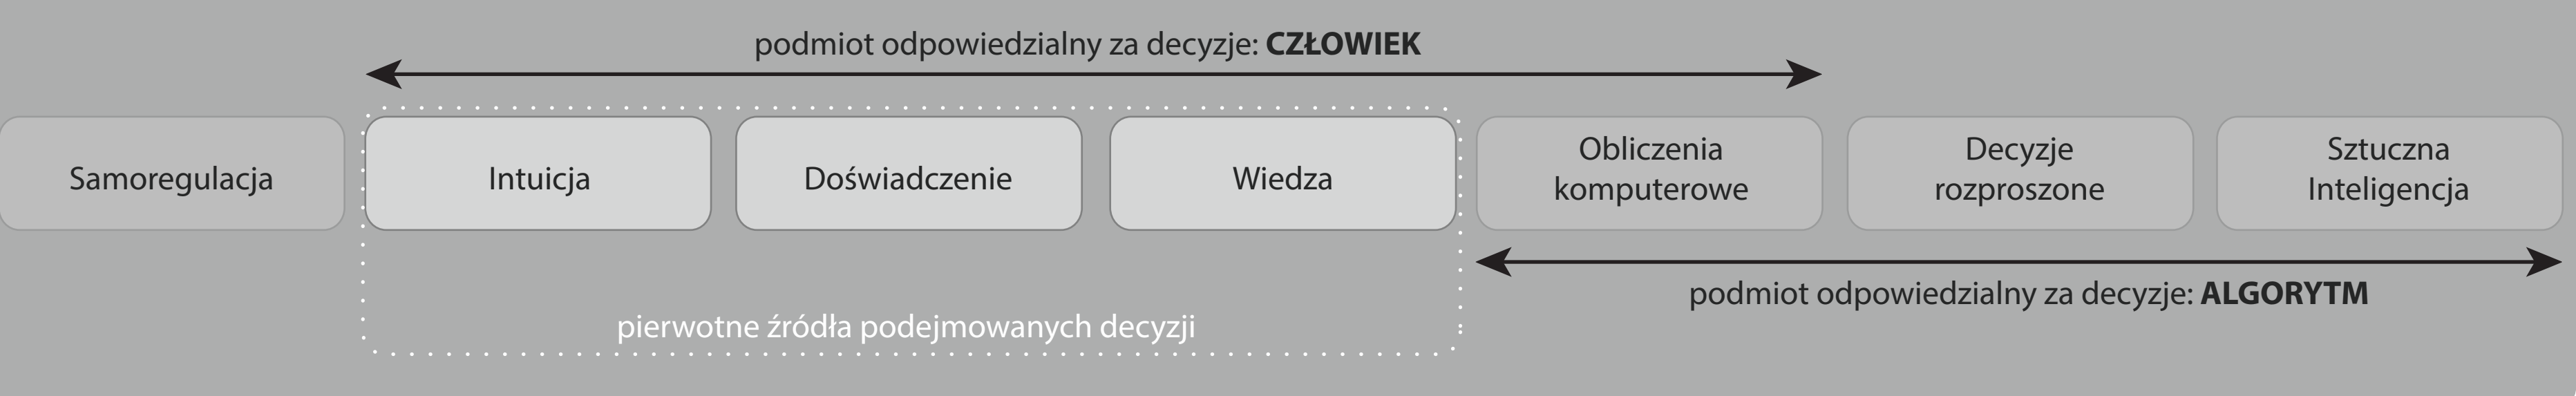 podmiot odpowiedzialny za decyzje: CZŁOWIEK
Samoregulacja
Intuicja
Doświadczenie
Wiedza
Obliczenia
komputerowe
Decyzje
rozproszone
Sztuczna
Inteligencja
podmiot odpowiedzialny za decyzje: ALGORYTM
pierwotne źródła podejmowanych decyzji